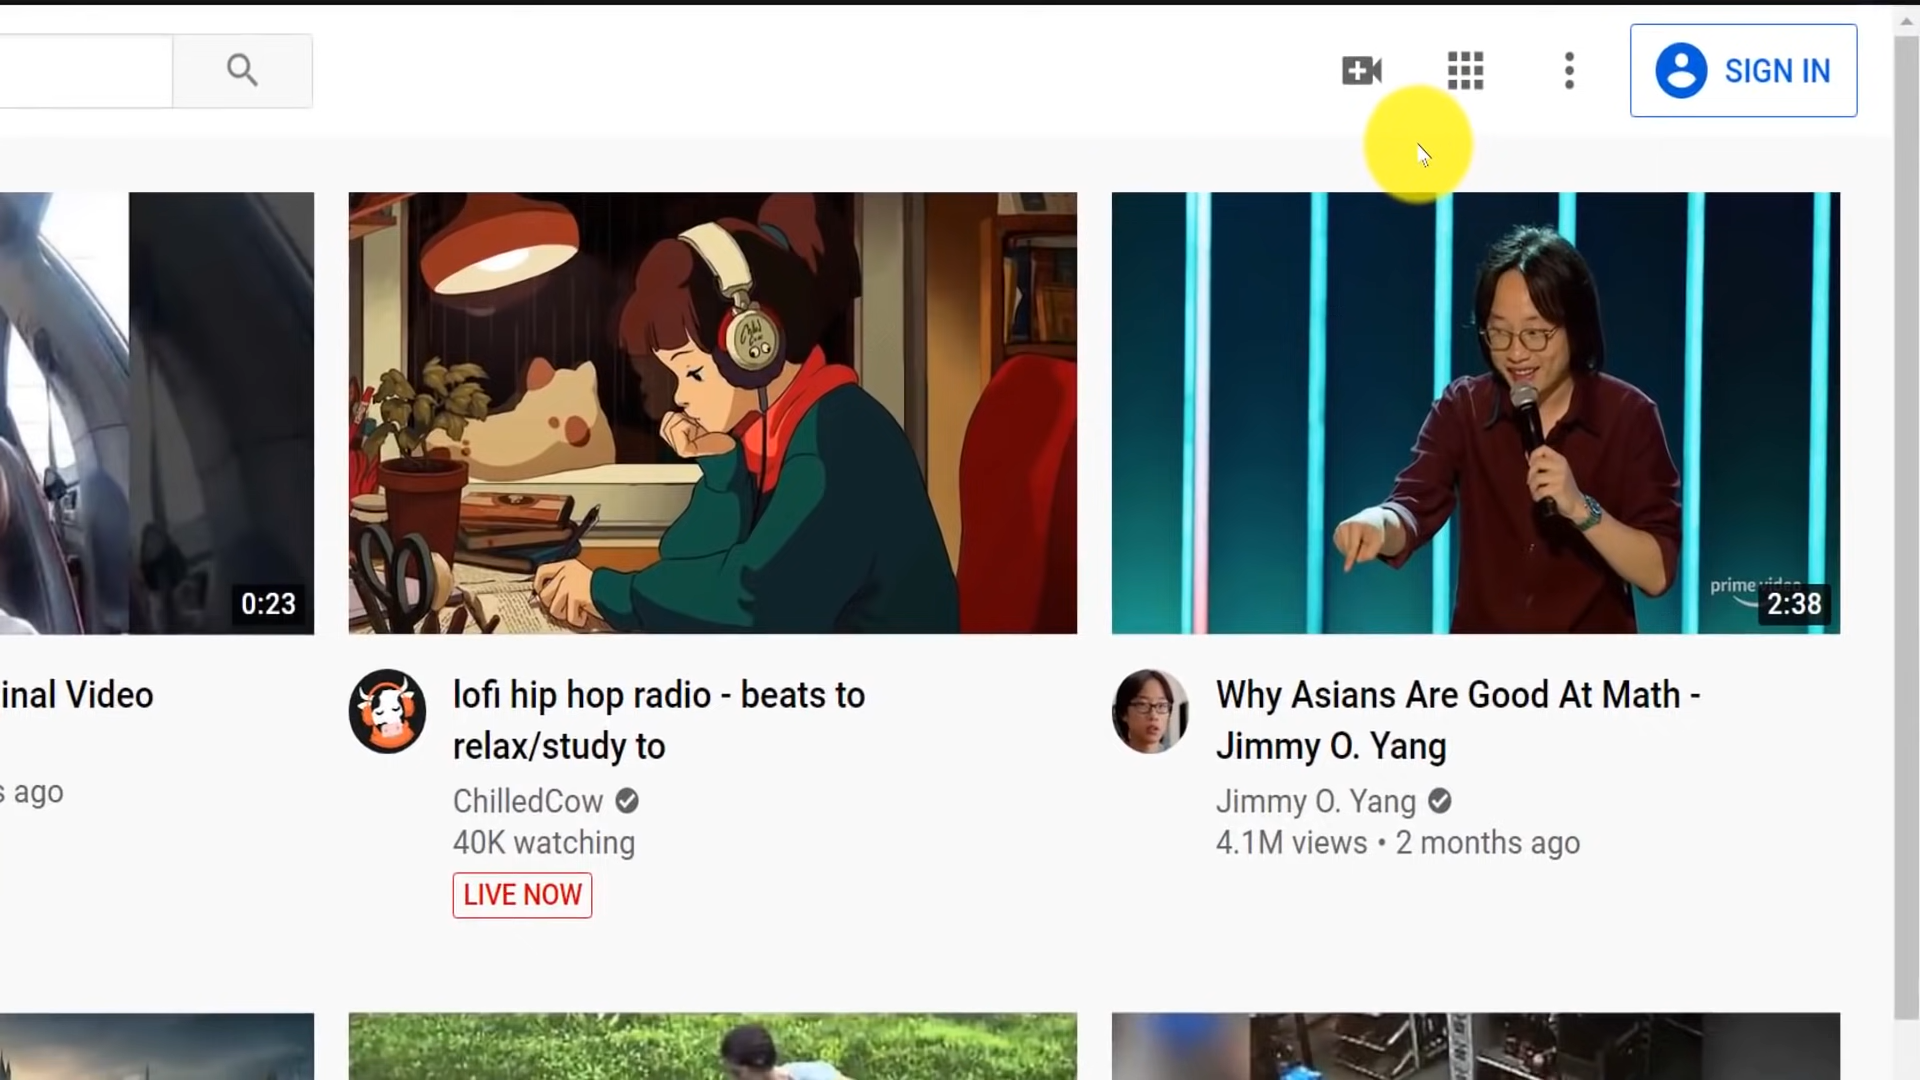 SIGN IN
0:23
prime video
2:38
inal Video
s ago
lofi hip hop radio - beats to
relax/study to
ChilledCow
40K watching
LIVE NOW
Why Asians Are Good At Math -
Jimmy O. Yang
Jimmy O. Yang
4.1M views • 2 months ago